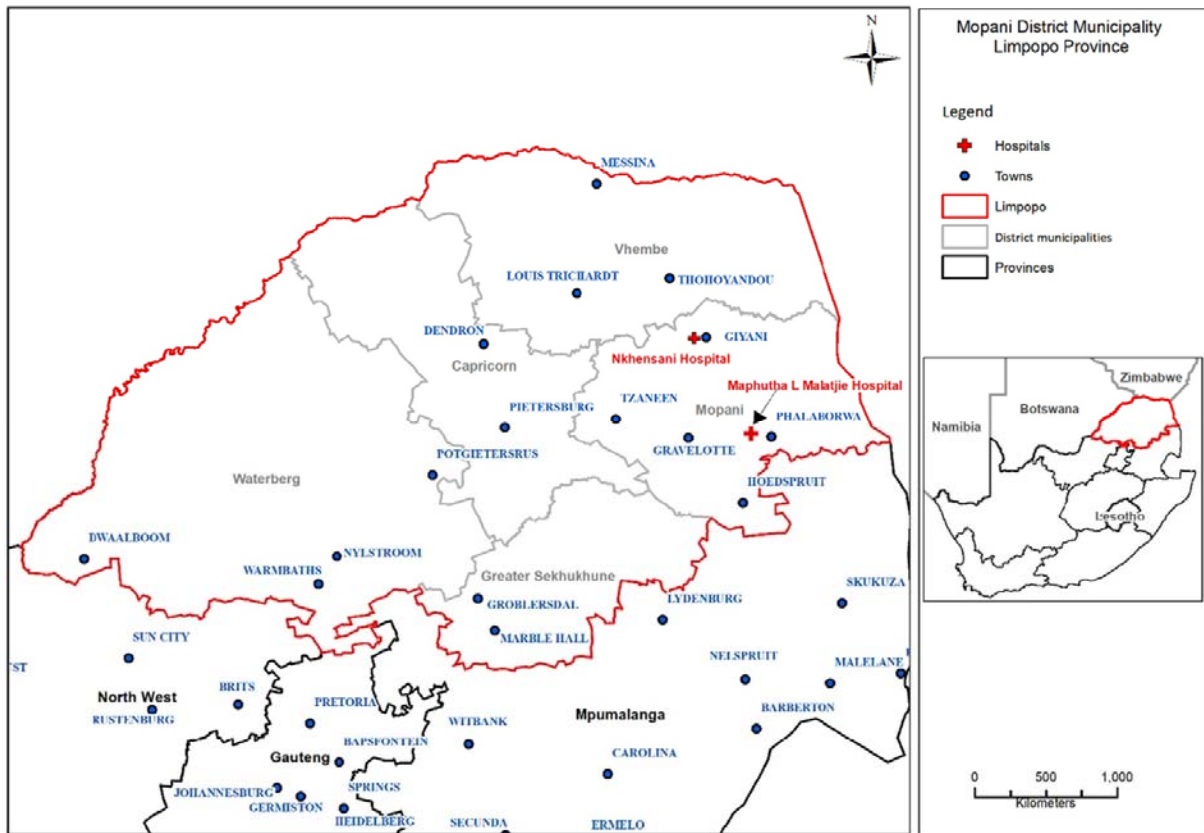 N
MESSINA
Vhembe
LOUIS TRICHARDT
THOHOYANDOU
DENDRON
GIYANI
Capricorn
Nkhensani Hospital
Maphutha L Malatjie Hospital
TZANEEN
Mopani
PIETERSBURG
PHALABORWA
GRAVELOTTE
POTGIETERSRUS
Waterberg
HOEDSPRUIT
DWAALBOOM
NYLSTROOM
WARMBATHS
Greater Sekhukhune
SKUKUZA
GROBLERSDAL
LYDENBURG
MARBLE HALL
SUN CITY
NELSPRUIT
MALELANE
BRITS
North West
RUSTENBURG
PRETORIA
Mpumalanga
BARBERTON
WITBANK
BAPSFONTEIN
Gauteng
CAROLINA
JOHANNESBURG
SPRINGS
GERMISTON
HEIDELBERG
SECUNDA
ERMELO
Mopani District Municipality
Limpopo Province
Legend
Hospitals
Towns
Limpopo
District municipalities
Provinces
Zimbabwe
Botswana
Namibia
Lesotho
0 500 1,000
Kilometers